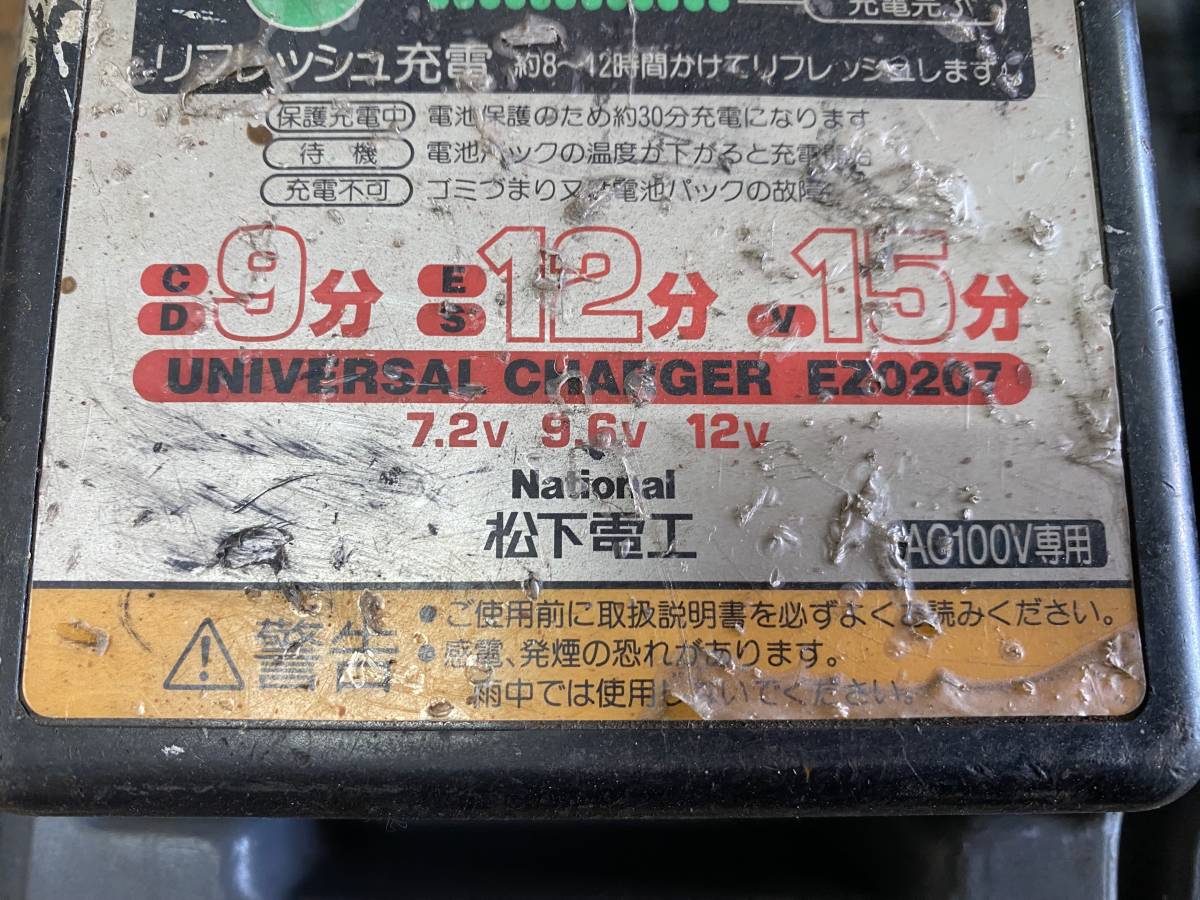 充電完了
リフレッシュ充電 約8〜12時間かけてリフレッシュします。
保護充電中 電池保護のため約30分充電になります
待機 電池パックの温度が下がると充電開始
充電不可 ゴミづまり又は電池パックの故障
C D 9分 E S 12分 V 15分
UNIVERSAL CHARGER EZ0207
7.2V 9.6V 12V
National
松下電工
AC100V専用
警告
・ご使用前に取扱説明書を必ずよくお読みください。
・感電、発煙の恐れがあります。
雨中では使用しないでください。